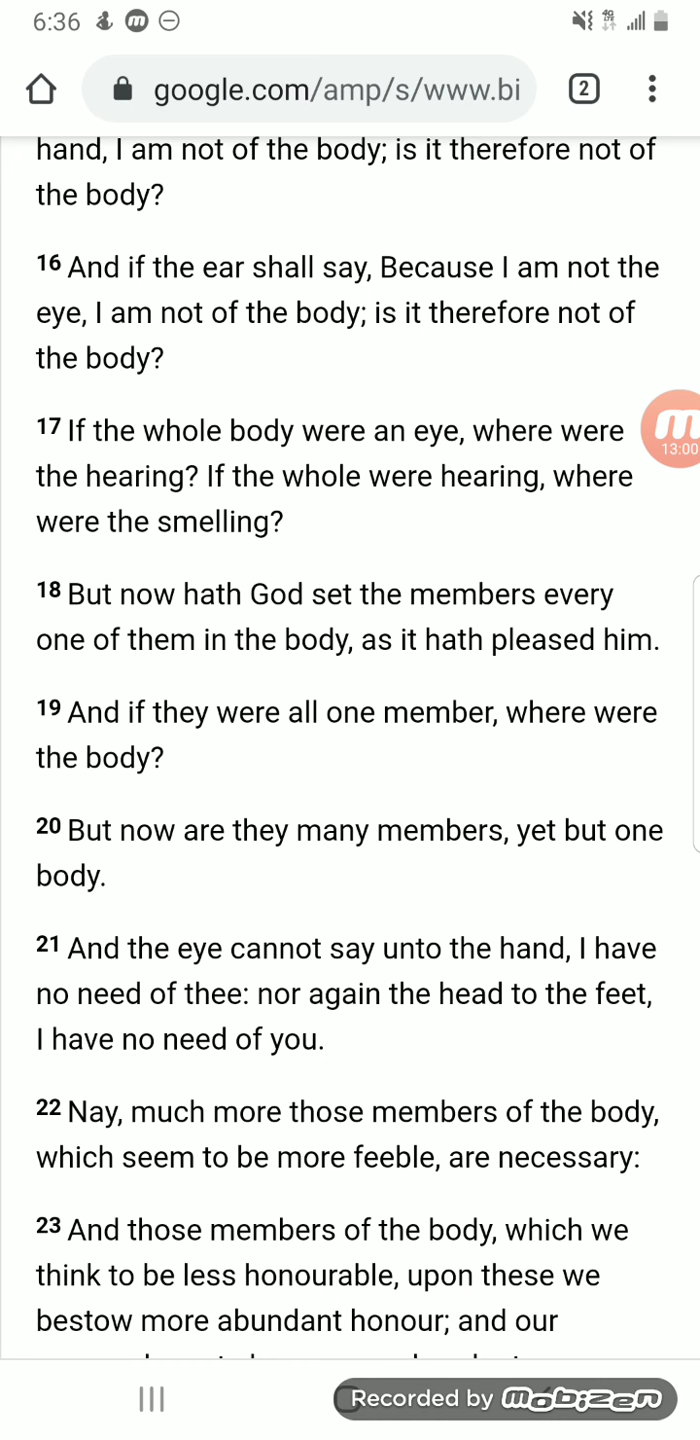 6:36
google.com/amp/s/www.bi
2
hand, I am not of the body; is it therefore not of
the body?
16 And if the ear shall say, Because I am not the
eye, I am not of the body; is it therefore not of
the body?
17 If the whole body were an eye, where were
the hearing? If the whole were hearing, where
were the smelling?
13:00
18 But now hath God set the members every
one of them in the body, as it hath pleased him.
19 And if they were all one member, where were
the body?
20 But now are they many members, yet but one
body.
21 And the eye cannot say unto the hand, I have
no need of thee: nor again the head to the feet,
I have no need of you.
22 Nay, much more those members of the body,
which seem to be more feeble, are necessary:
23 And those members of the body, which we
think to be less honourable, upon these we
bestow more abundant honour; and our
Recorded by mobizen